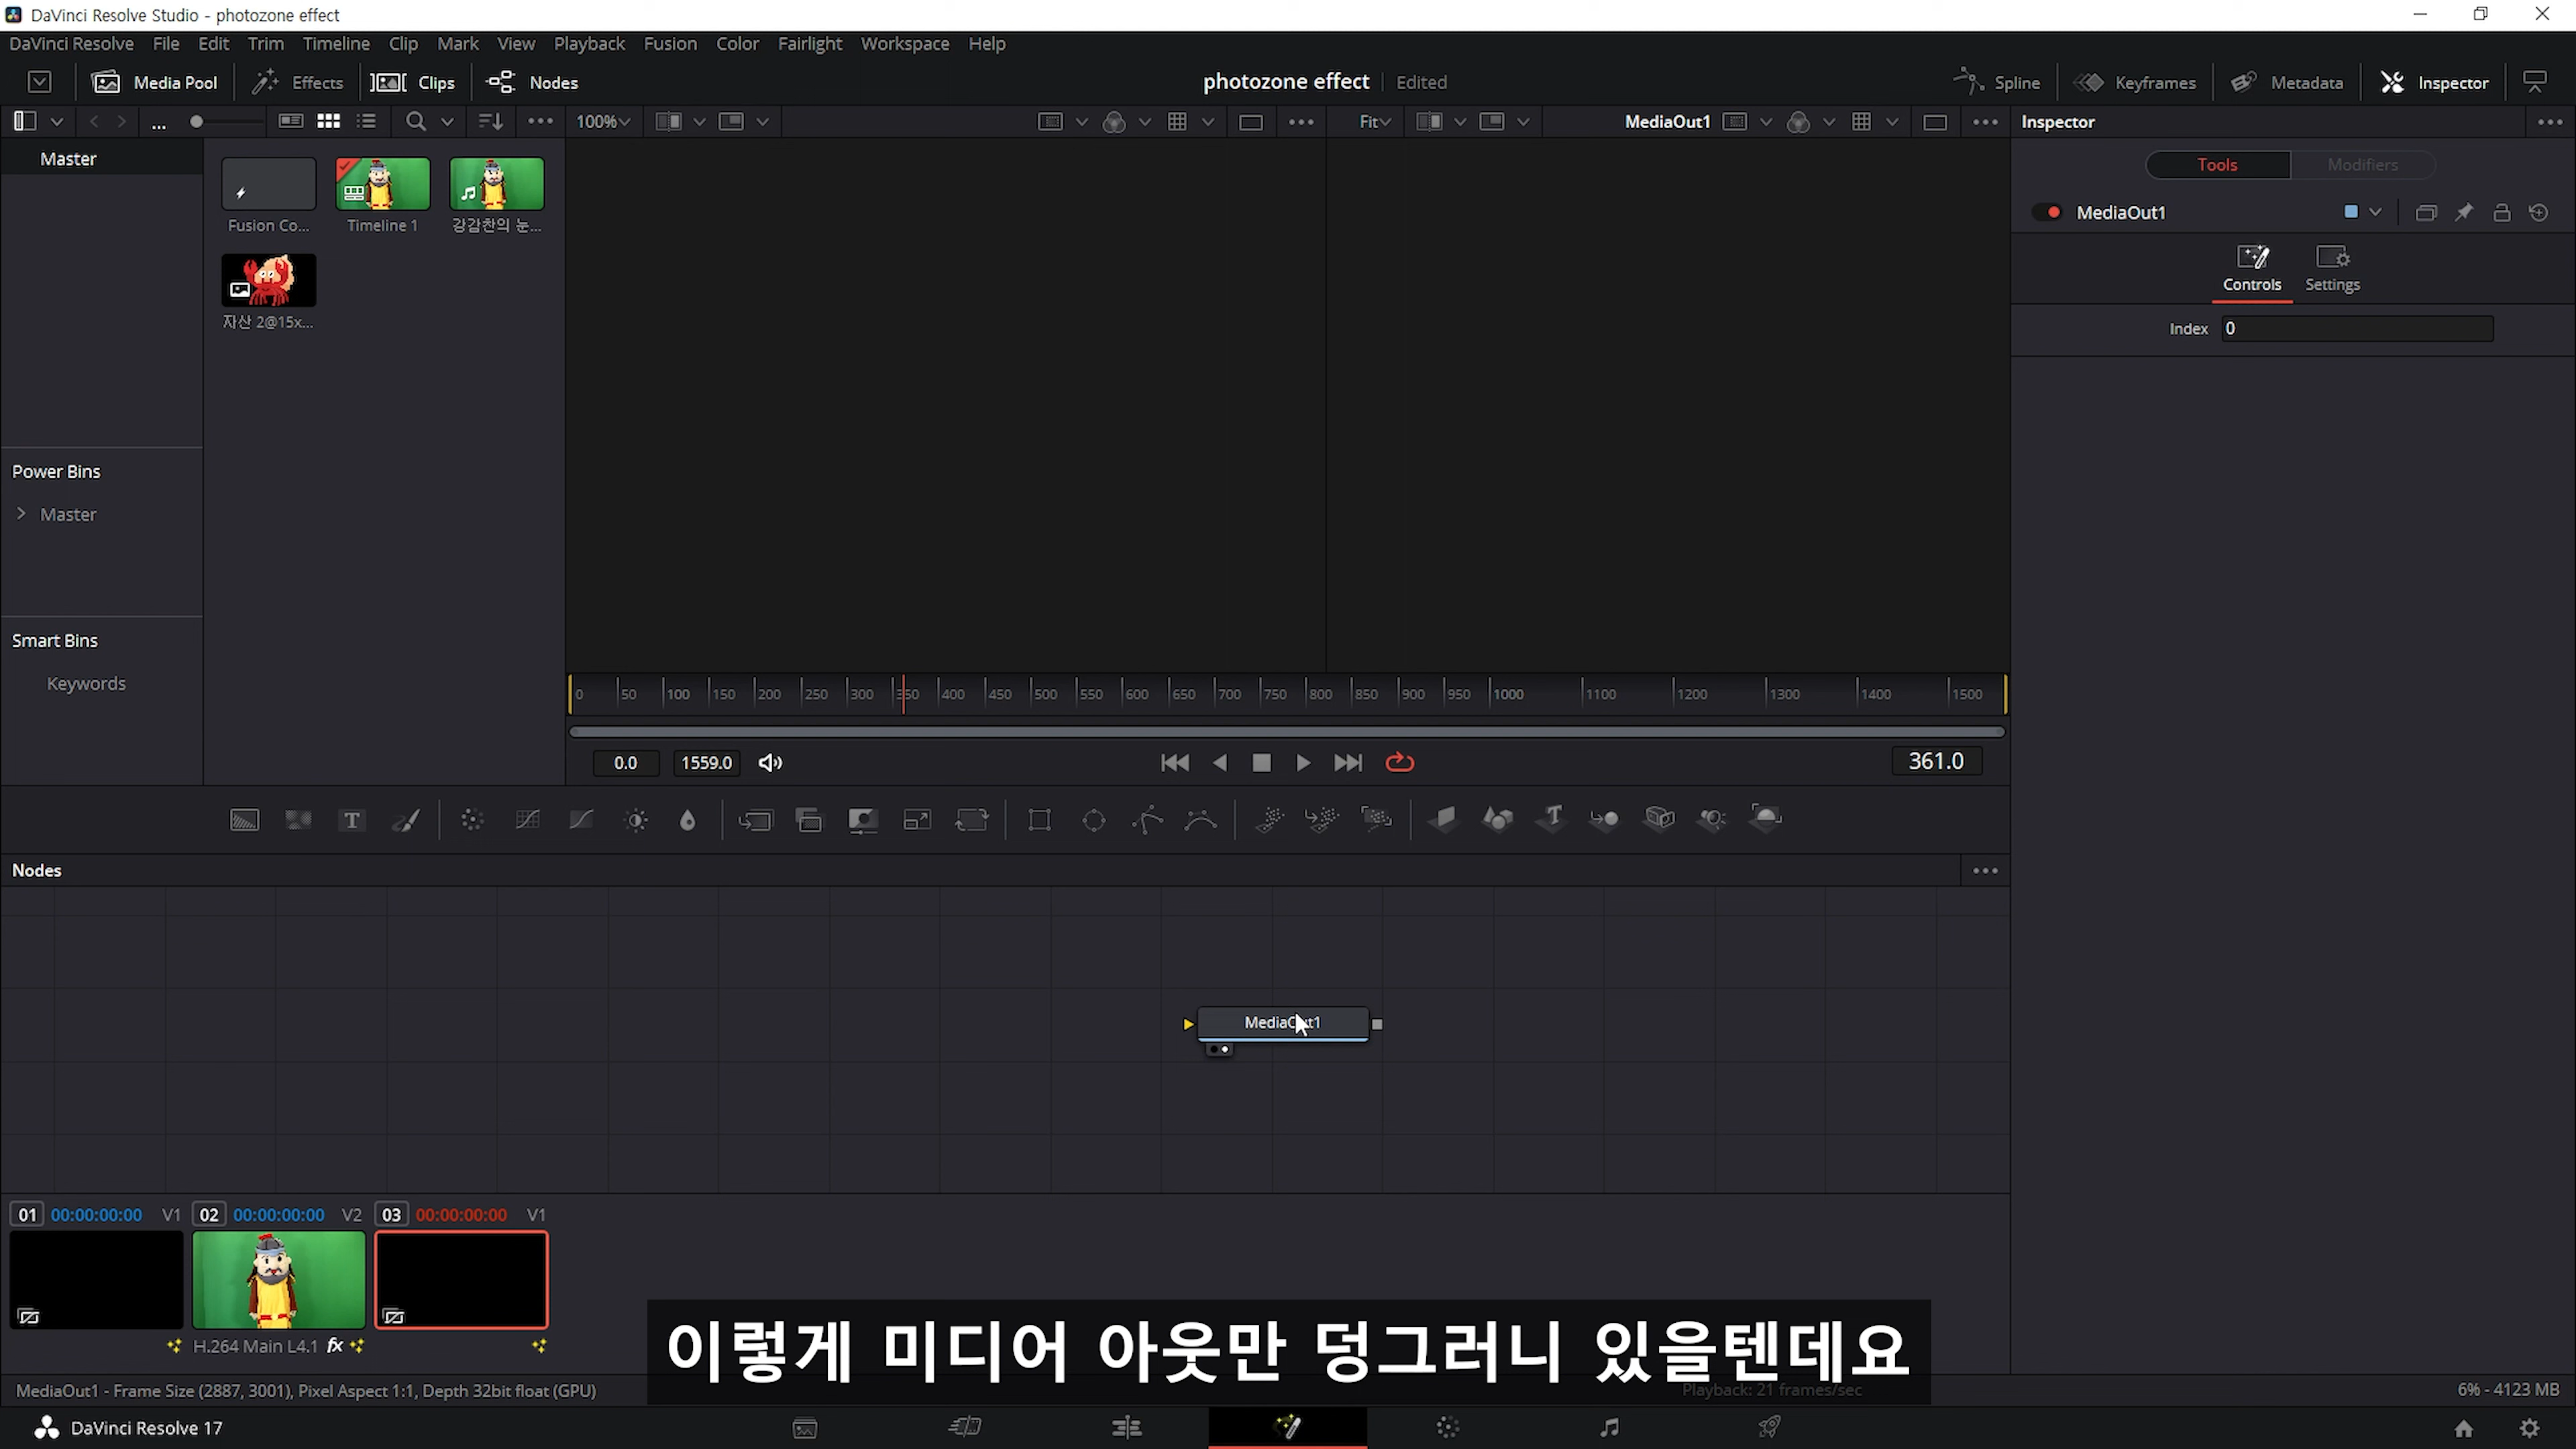 DaVinci Resolve Studio - photozone effect
DaVinci Resolve File Edit Trim Timeline Clip Mark View Playback Fusion Color Fairlight Workspace Help
Media Pool Effects Clips Nodes photozone effect Edited Spline Keyframes Metadata Inspector
... 100% Fit MediaOut1 Inspector
Master
Tools Modifiers
MediaOut1
Fusion Co... Timeline 1 강감찬의 눈...
Controls Settings
자산 2@15x...
Index 0
Power Bins
Master
Smart Bins
Keywords
0 50 100 150 200 250 300 350 400 450 500 550 600 650 700 750 800 850 900 950 1000 1100 1200 1300 1400 1500
0.0 1559.0 361.0
T T
Nodes
MediaOut1
01 00:00:00:00 V1 02 00:00:00:00 V2 03 00:00:00:00 V1
H.264 Main L4.1 fx
이렇게 미디어 아웃만 덩그러니 있을텐데요
MediaOut1 - Frame Size (2887, 3001), Pixel Aspect 1:1, Depth 32bit float (GPU) Playback: 21 frames/sec 6% - 4123 MB
DaVinci Resolve 17